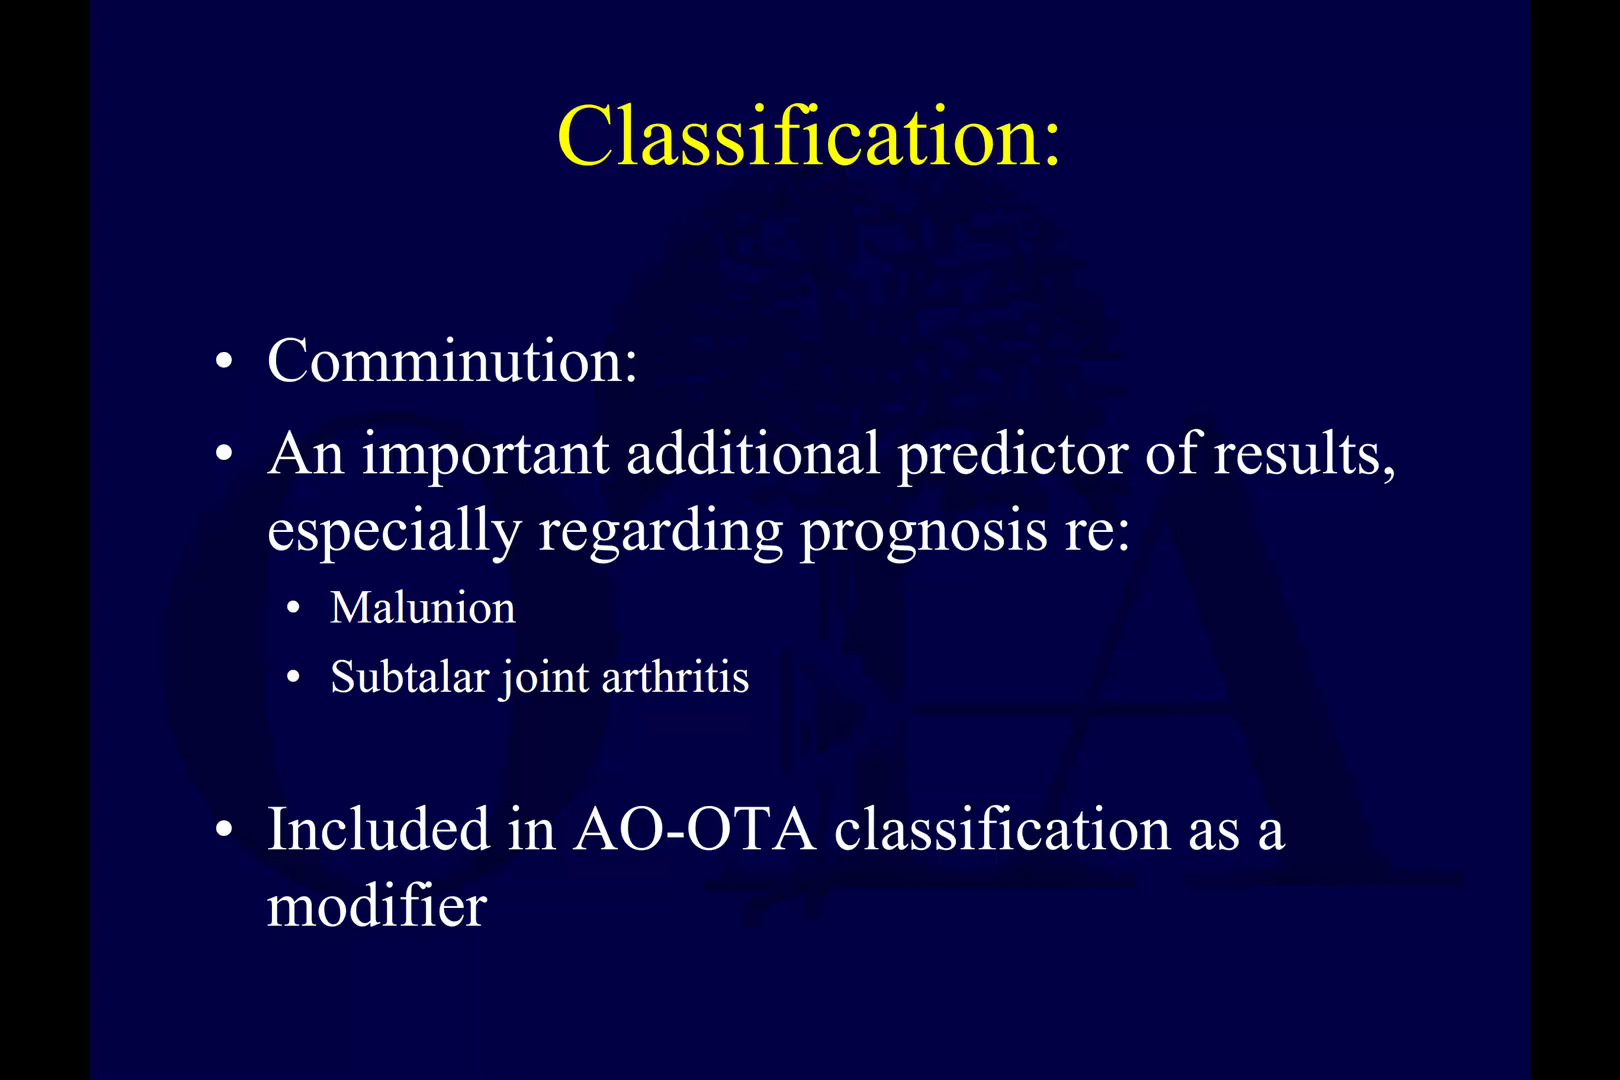 Classification:
• Comminution:
• An important additional predictor of results,
especially regarding prognosis re:
• Malunion
• Subtalar joint arthritis
• Included in AO-OTA classification as a
modifier
OTA